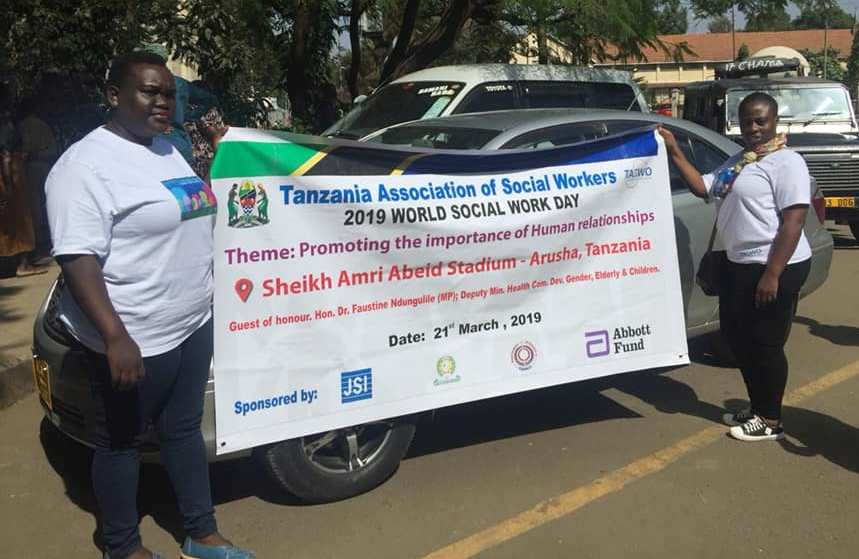 Tanzania Association of Social Workers
TASWO
2019 WORLD SOCIAL WORK DAY
Theme: Promoting the importance of Human relationships
Sheikh Amri Abeid Stadium - Arusha, Tanzania
Guest of honour. Hon. Dr. Faustine Ndungulile (MP); Deputy Min. Health Com. Dev. Gender, Elderly & Children.
Date: 21st March , 2019
Sponsored by:
JSI
Abbott
Fund
TOYOTA